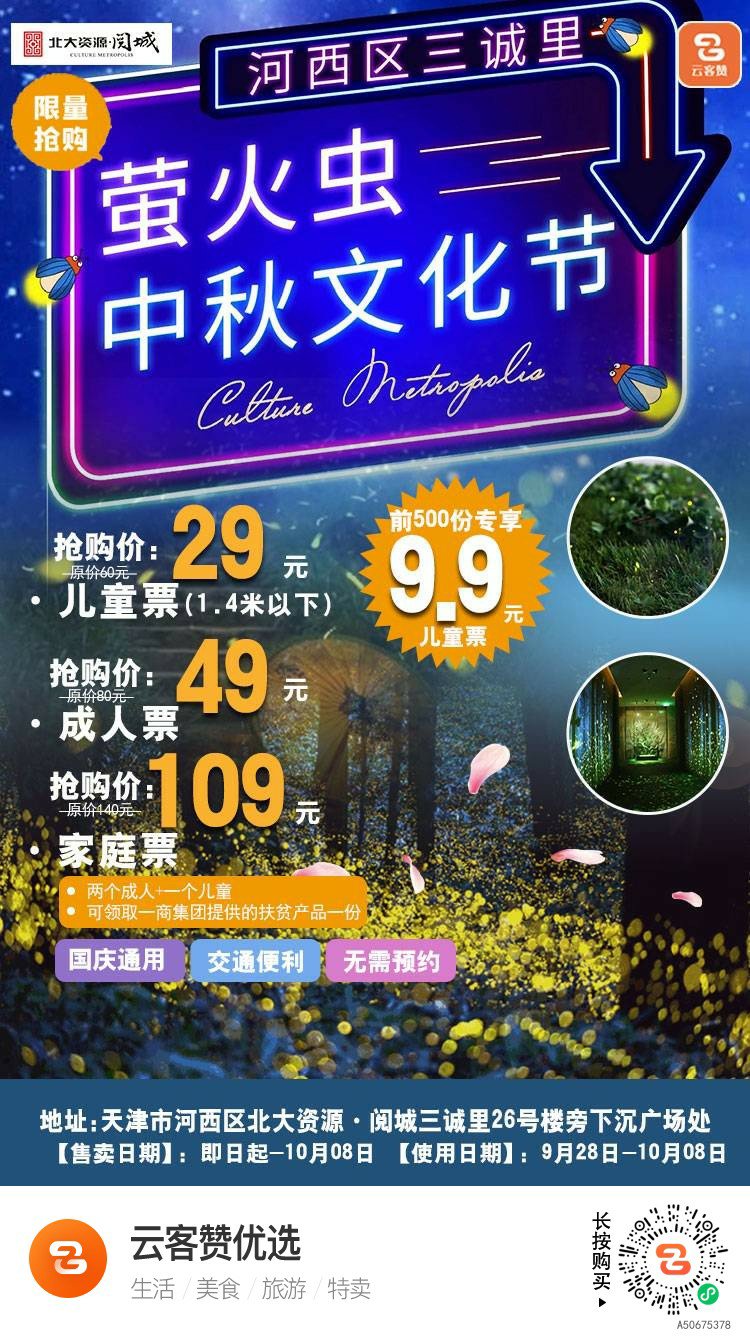 北大资源·阅城
CULTURE METROPOLIS
河西区三诚里
云客赞
限量
抢购
萤火虫
中秋文化节
Culture Metropolis
抢购价：29元
原价60元
·儿童票(1.4米以下)
前500份专享
9.9元
儿童票
抢购价：49元
原价80元
·成人票
抢购价：109元
原价140元
·家庭票
● 两个成人+一个儿童
● 可领取一商集团提供的扶贫产品一份
国庆通用 交通便利 无需预约
地址：天津市河西区北大资源·阅城三诚里26号楼旁下沉广场处
【售卖日期】：即日起-10月08日 【使用日期】：9月28日-10月08日
云客赞优选
生活/美食/旅游/特卖
长按购买▶
A50675378